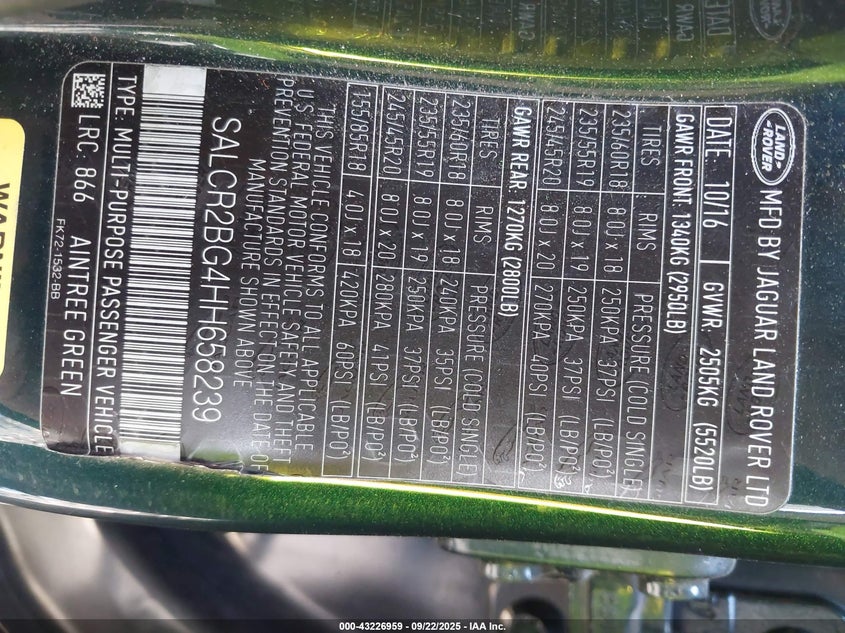 LAND ROVER
MFD BY JAGUAR LAND ROVER LTD
DATE: 10/16 GVWR: 2505KG (5520LB)
GAWR FRONT: 1340KG (2950LB)
TIRES RIMS PRESSURE (COLD SINGLE)
235/60R18 8.0J x 18 250KPA 37PSI (LB/PO²)
235/55R19 8.0J x 19 250KPA 37PSI (LB/PO²)
245/45R20 8.0J x 20 270KPA 40PSI (LB/PO²)
GAWR REAR: 1270KG (2800LB)
TIRES RIMS PRESSURE (COLD SINGLE)
235/60R18 8.0J x 18 33PSI (LB/PO²)
235/55R19 8.0J x 19 250KPA 37PSI (LB/PO²)
245/45R20 8.0J x 20 280KPA 41PSI (LB/PO²)
155/85R18 4.0J x 18 420KPA 60PSI (LB/PO²)
THIS VEHICLE CONFORMS TO ALL APPLICABLE
U.S FEDERAL MOTOR VEHICLE SAFETY AND THEFT
PREVENTION STANDARDS IN EFFECT ON THE DATE OF
MANUFACTURE SHOWN ABOVE
SALCR2BG4HH658239
TYPE: MULTI-PURPOSE PASSENGER VEHICLE
LRC: 866 AINTREE GREEN
FK72-1532-BB
000-43226959 - 09/22/2025 - IAA Inc.